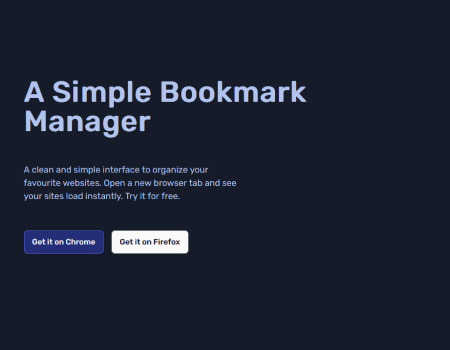 A Simple Bookmark
Manager
A clean and simple interface to organize your
favourite websites. Open a new browser tab and see
your sites load instantly. Try it for free.
Get it on Chrome
Get it on Firefox